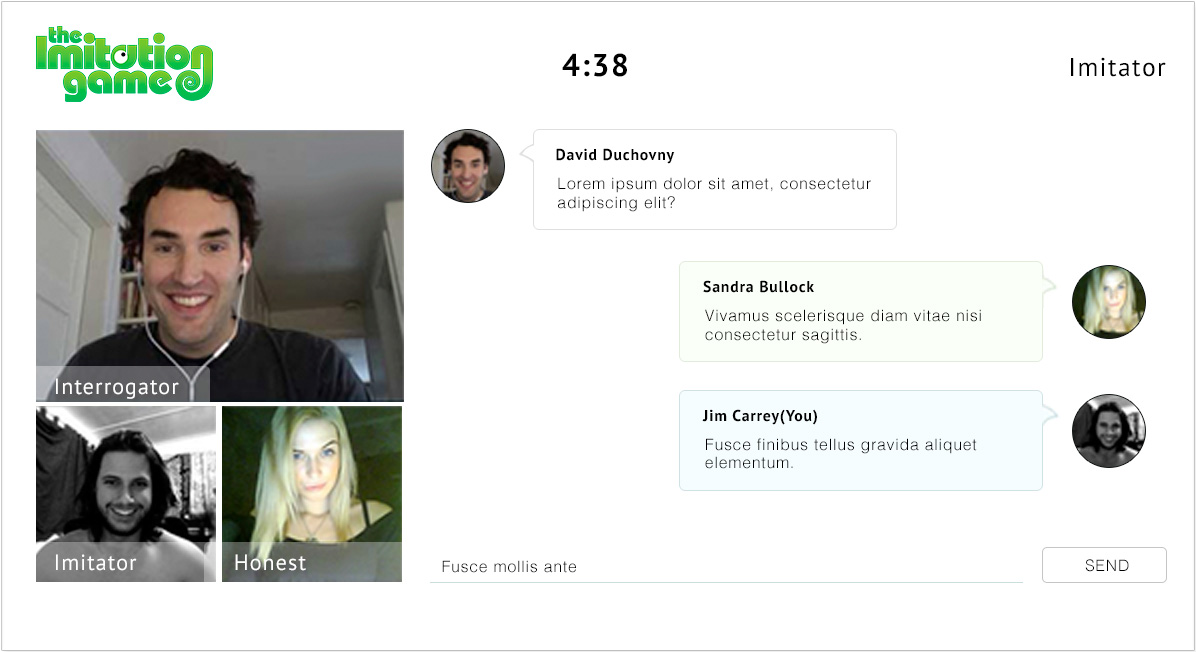 the
Imitation
game
4:38
Imitator
Interrogator
Imitator
Honest
David Duchovny
Lorem ipsum dolor sit amet, consectetur
adipiscing elit?
Sandra Bullock
Vivamus scelerisque diam vitae nisi
consectetur sagittis.
Jim Carrey(You)
Fusce finibus tellus gravida aliquet
elementum.
Fusce mollis ante
SEND